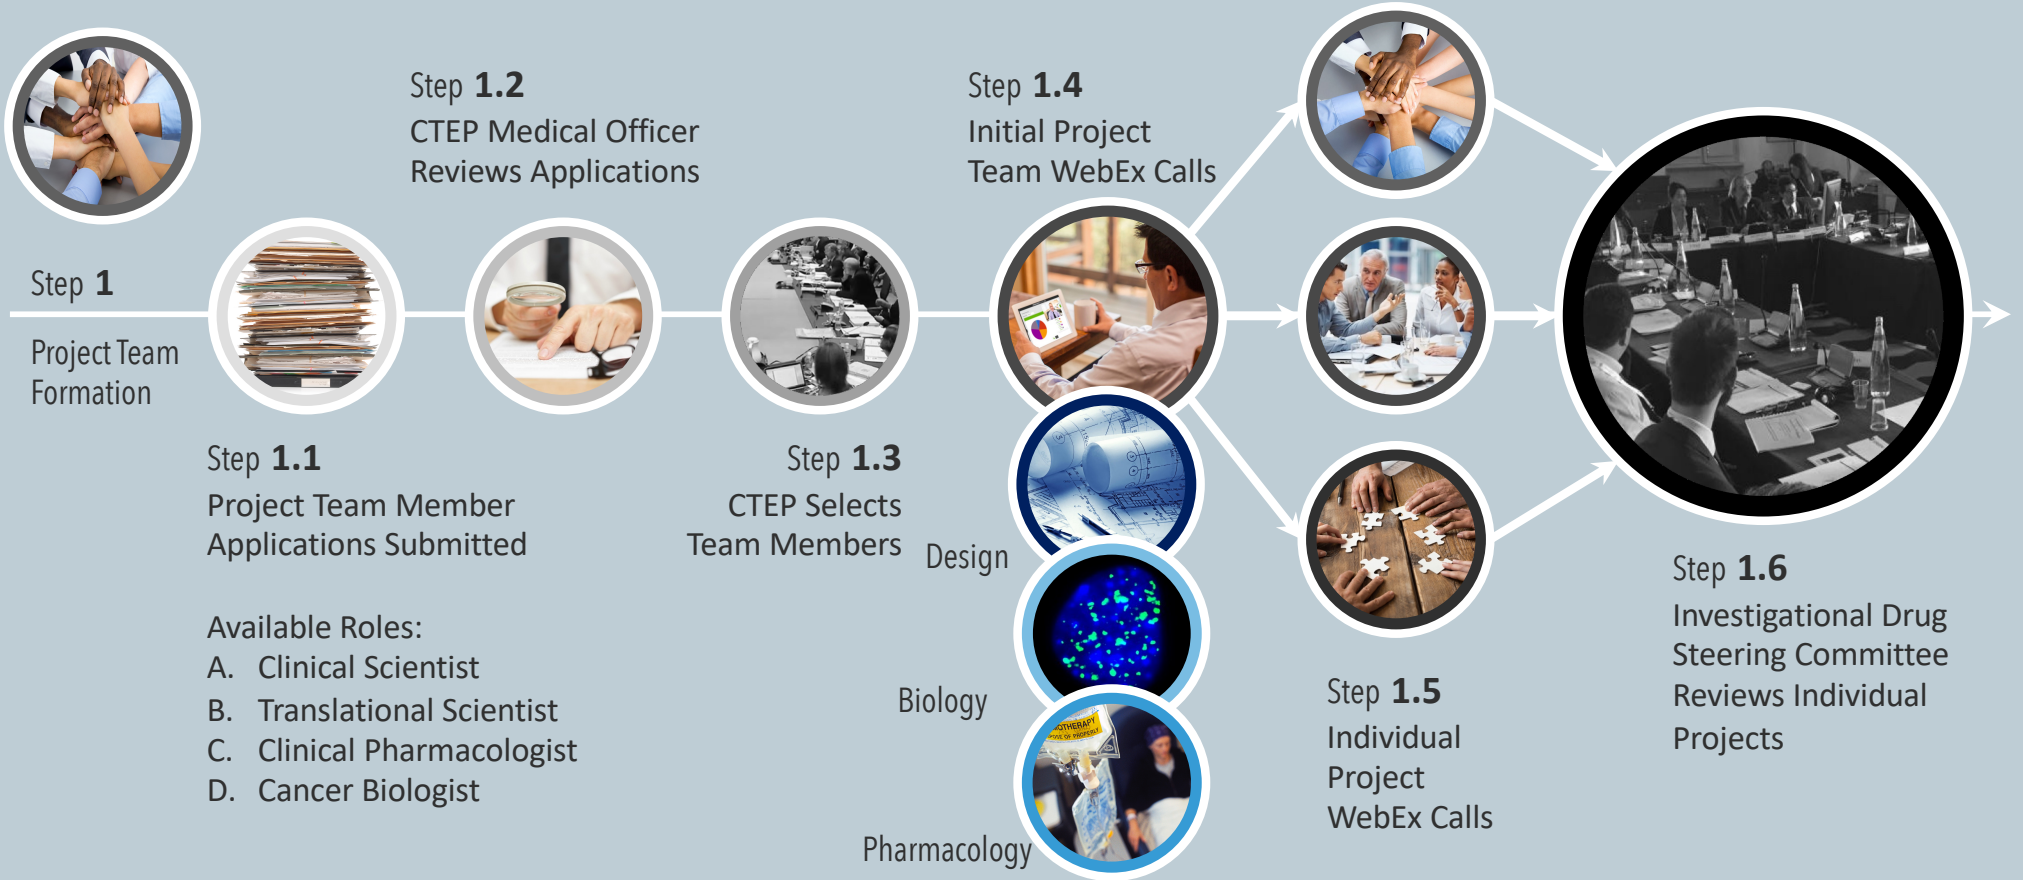 Step 1
Project Team
Formation
Step 1.1
Project Team Member
Applications Submitted
Available Roles:
A. Clinical Scientist
B. Translational Scientist
C. Clinical Pharmacologist
D. Cancer Biologist
Step 1.2
CTEP Medical Officer
Reviews Applications
Step 1.3
CTEP Selects
Team Members
Step 1.4
Initial Project
Team WebEx Calls
Design
Biology
Pharmacology
Step 1.5
Individual
Project
WebEx Calls
Step 1.6
Investigational Drug
Steering Committee
Reviews Individual
Projects